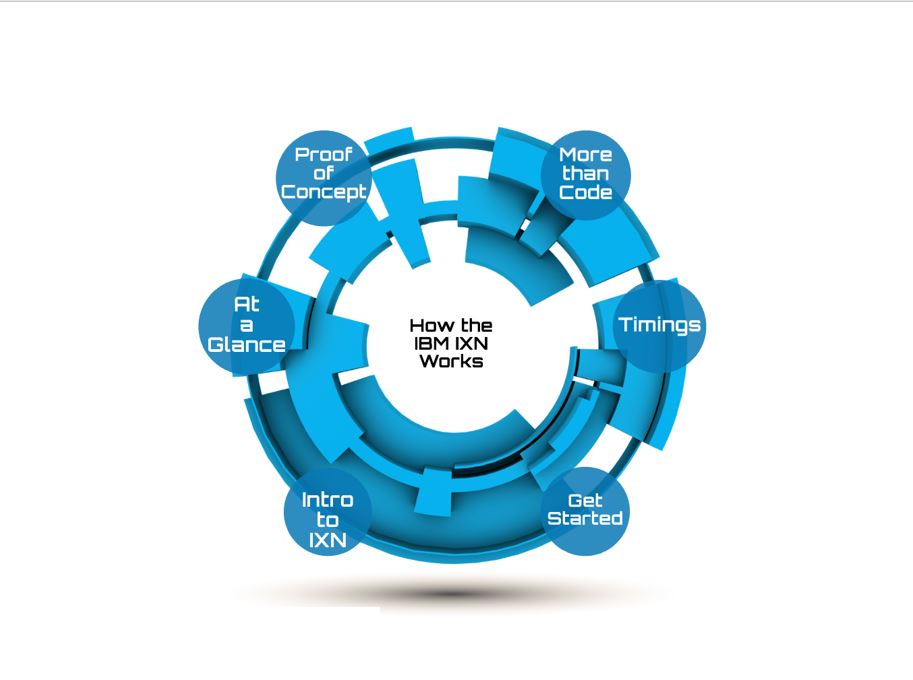 Proof
of
Concept
More
than
Code
At
a
Glance
How the
IBM IXN
Works
Timings
Intro
to
IXN
Get
Started